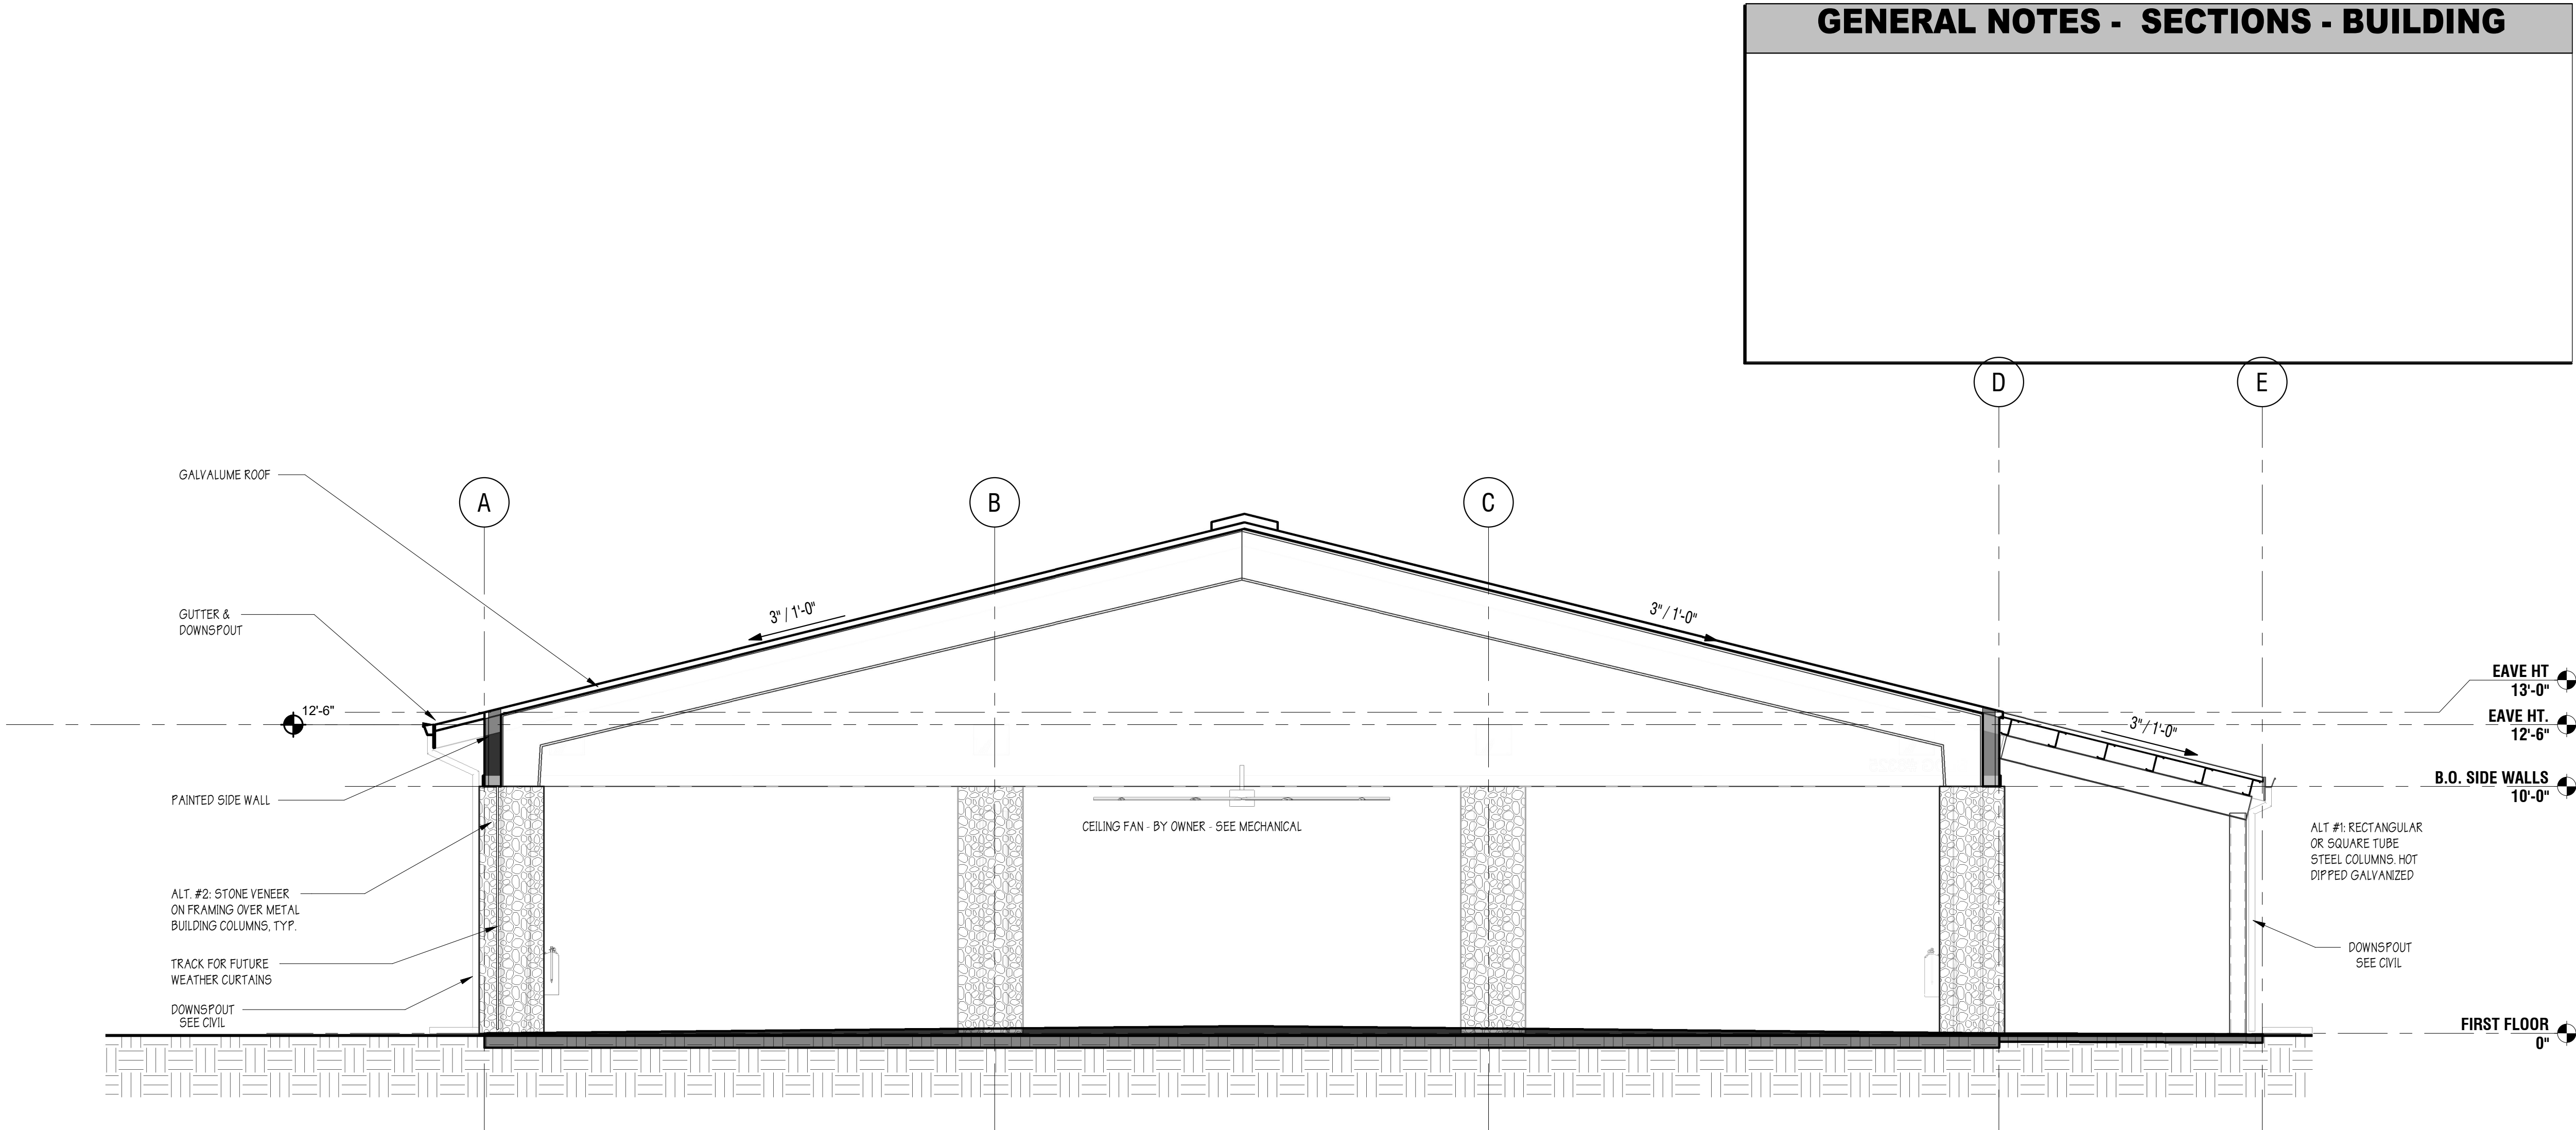 GENERAL NOTES - SECTIONS - BUILDING
D
E
GALVALUME ROOF
A
B
C
GUTTER &
DOWNSPOUT
3" / 1'-0"
3" / 1'-0"
12'-6"
3" / 1'-0"
EAVE HT
13'-0"
EAVE HT.
12'-6"
B.O. SIDE WALLS
10'-0"
PAINTED SIDE WALL
CEILING FAN - BY OWNER - SEE MECHANICAL
ALT #1: RECTANGULAR
OR SQUARE TUBE
STEEL COLUMNS. HOT
DIPPED GALVANIZED
ALT. #2: STONE VENEER
ON FRAMING OVER METAL
BUILDING COLUMNS, TYP.
TRACK FOR FUTURE
WEATHER CURTAINS
DOWNSPOUT
SEE CIVIL
DOWNSPOUT
SEE CIVIL
FIRST FLOOR
0"